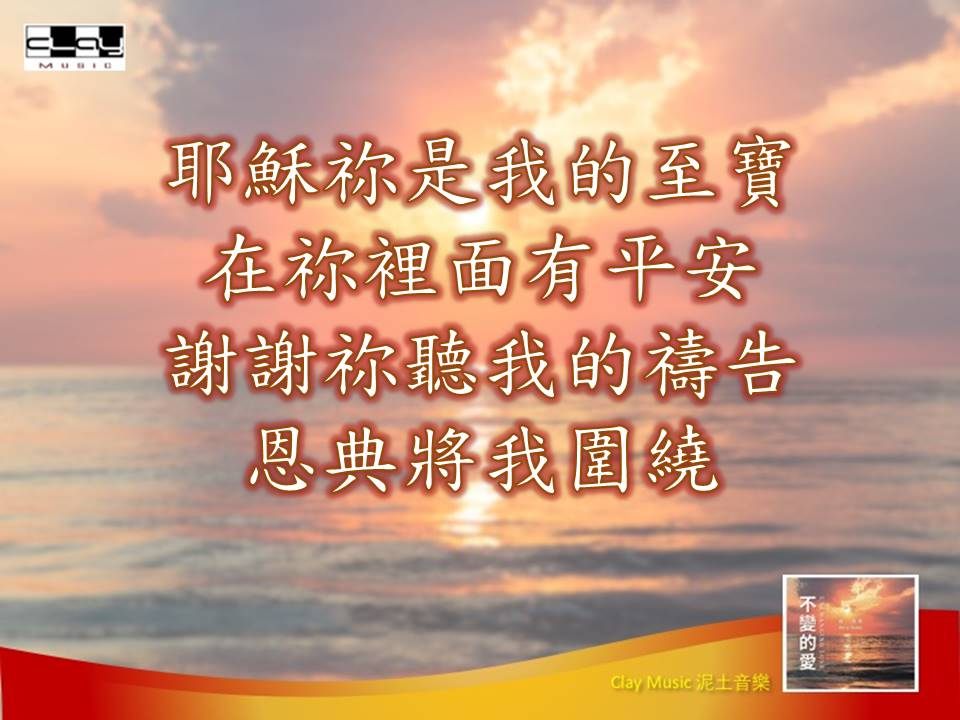 CLAY
MUSIC
耶穌祢是我的至寶
在祢裡面有平安
謝謝祢聽我的禱告
恩典將我圍繞
不變的愛
Clay Music 泥土音樂